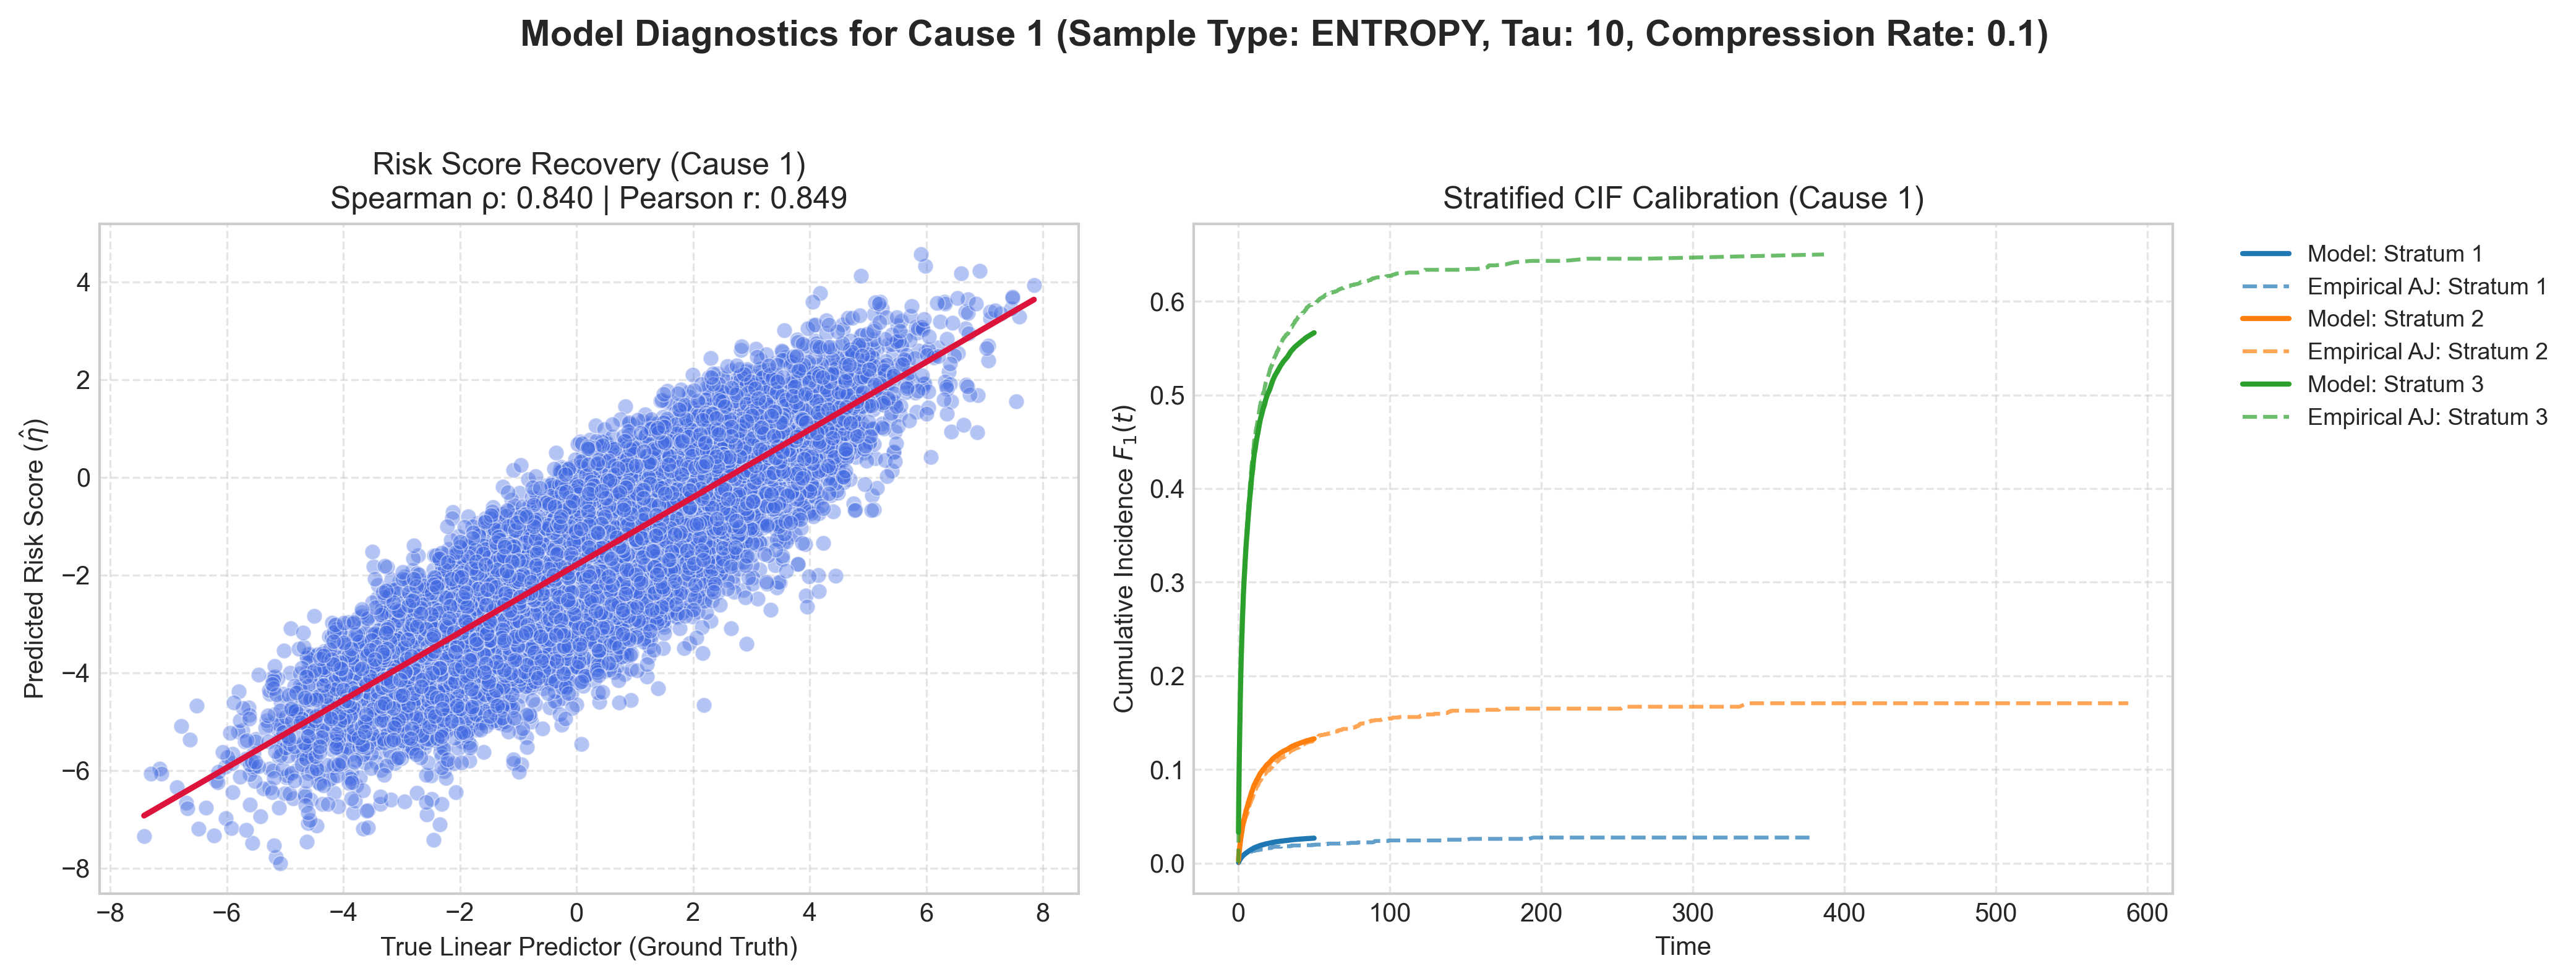 Model Diagnostics for Cause 1 (Sample Type: ENTROPY, Tau: 10, Compression Rate: 0.1)
Risk Score Recovery (Cause 1)
Spearman ρ: 0.840 | Pearson r: 0.849
Predicted Risk Score (η̂)
4
2
0
−2
−4
−6
−8
−8 −6 −4 −2 0 2 4 6 8
True Linear Predictor (Ground Truth)
Stratified CIF Calibration (Cause 1)
Cumulative Incidence F₁(t)
0.6
0.5
0.4
0.3
0.2
0.1
0.0
0 100 200 300 400 500 600
Time
Model: Stratum 1
Empirical AJ: Stratum 1
Model: Stratum 2
Empirical AJ: Stratum 2
Model: Stratum 3
Empirical AJ: Stratum 3